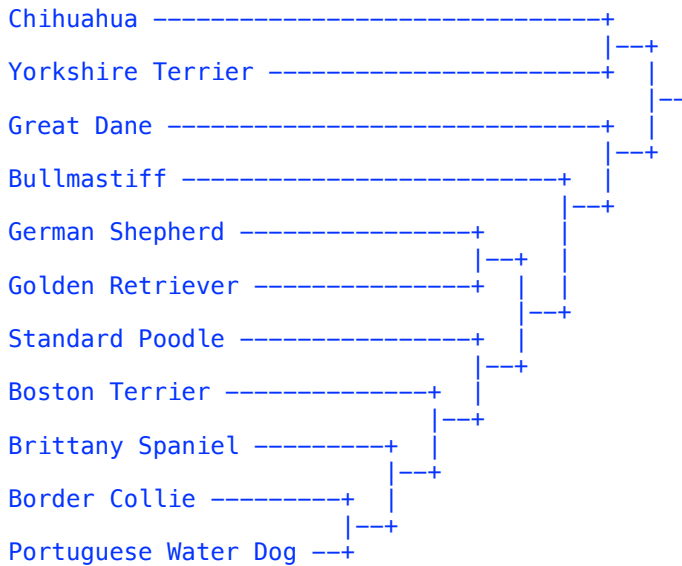 Chihuahua -------------------------------+
                                         |--+
Yorkshire Terrier ------------------------+  |
                                            |--
Great Dane ------------------------------+  |
                                         |--+
Bullmastiff --------------------------+  |
                                      |--+
German Shepherd ----------------+     |
                                |--+  |
Golden Retriever ---------------+  |  |
                                   |--+
Standard Poodle ----------------+  |
                                |--+
Boston Terrier --------------+  |
                             |--+
Brittany Spaniel ---------+  |
                          |--+
Border Collie ---------+  |
                       |--+
Portuguese Water Dog --+